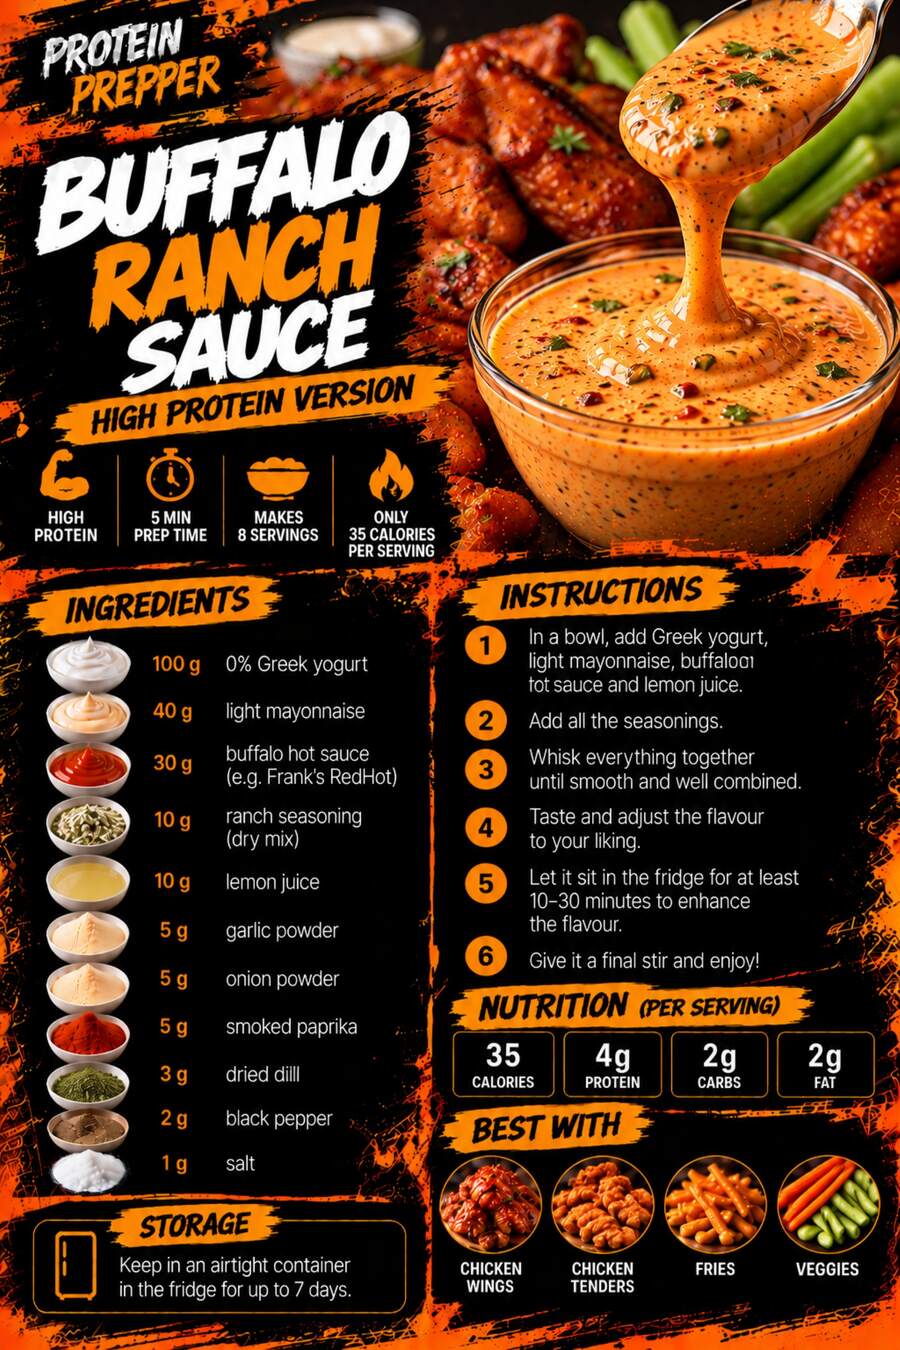 PROTEIN
PREPPER
BUFFALO
RANCH
SAUCE
HIGH PROTEIN VERSION
HIGH
PROTEIN
5 MIN
PREP TIME
MAKES
8 SERVINGS
ONLY
35 CALORIES
PER SERVING
INGREDIENTS
100 g 0% Greek yogurt
40 g light mayonnaise
30 g buffalo hot sauce
(e.g. Frank's RedHot)
10 g ranch seasoning
(dry mix)
10 g lemon juice
5 g garlic powder
5 g onion powder
5 g smoked paprika
3 g dried dill
2 g black pepper
1 g salt
STORAGE
Keep in an airtight container
in the fridge for up to 7 days.
INSTRUCTIONS
1 In a bowl, add Greek yogurt,
light mayonnaise, 
sauce and lemon juice.
2 Add all the seasonings.
3 Whisk everything together
until smooth and well combined.
4 Taste and adjust the flavour
to your liking.
5 Let it sit in the fridge for at least
10–30 minutes to enhance
the flavour.
6 Give it a final stir and enjoy!
NUTRITION (PER SERVING)
35
CALORIES
4g
PROTEIN
2g
CARBS
2g
FAT
BEST WITH
CHICKEN
WINGS
CHICKEN
TENDERS
FRIES
VEGGIES